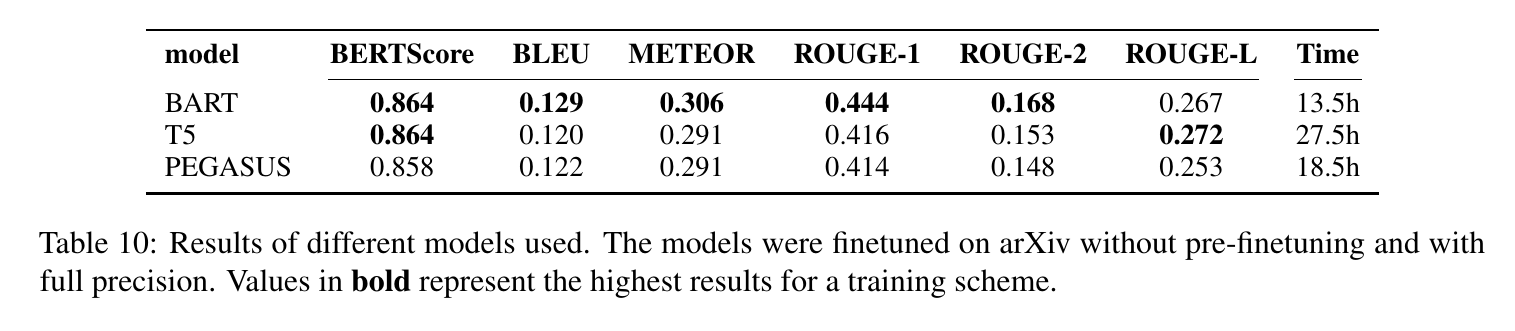 model BERTScore BLEU METEOR ROUGE-1 ROUGE-2 ROUGE-L Time
BART 0.864 0.129 0.306 0.444 0.168 0.267 13.5h
T5 0.864 0.120 0.291 0.416 0.153 0.272 27.5h
PEGASUS 0.858 0.122 0.291 0.414 0.148 0.253 18.5h
Table 10: Results of different models used. The models were finetuned on arXiv without pre-finetuning and with
full precision. Values in bold represent the highest results for a training scheme.